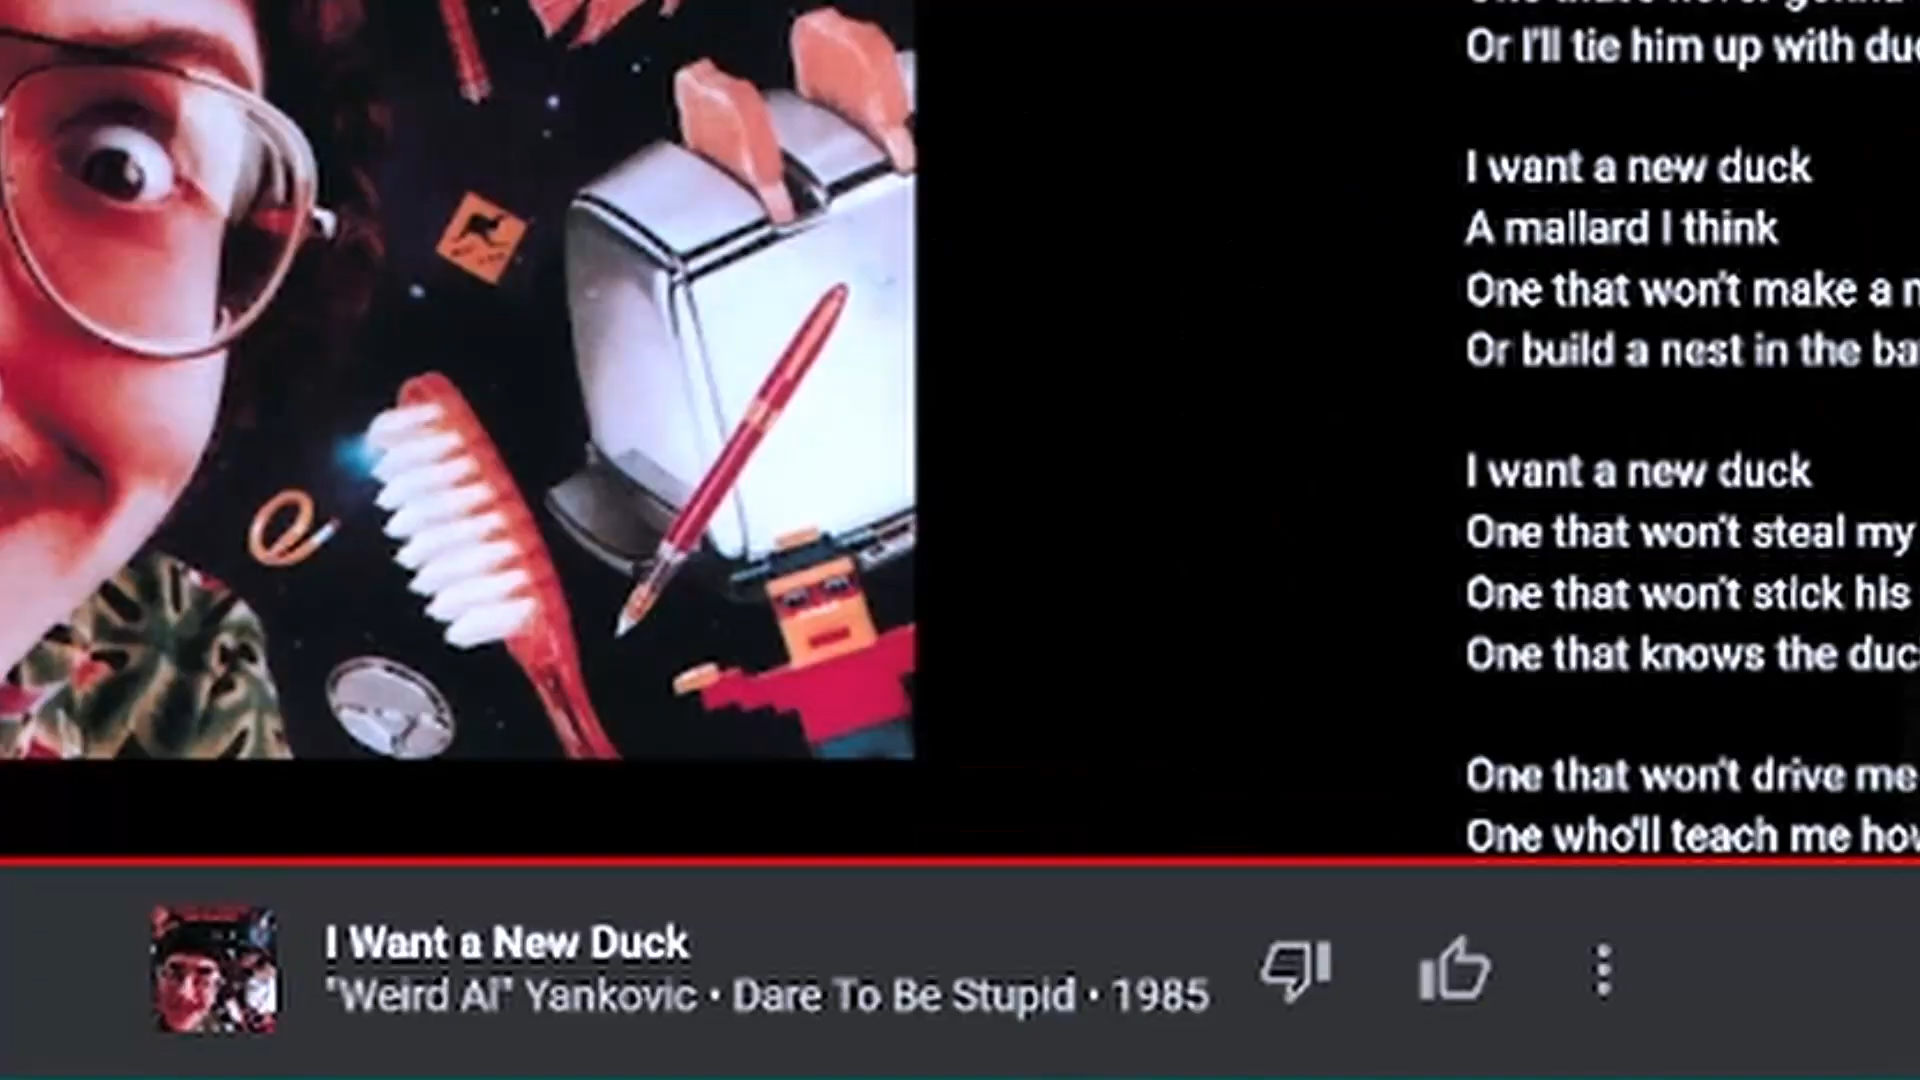 Or I'll tie him up with
I want a new duck
A mallard I think
One that won't make a
Or build a nest in the
I want a new duck
One that won't steal my
One that won't stick his
One that knows the
One that won't drive me
One who'll teach me
I Want a New Duck
"Weird Al" Yankovic • Dare To Be Stupid • 1985